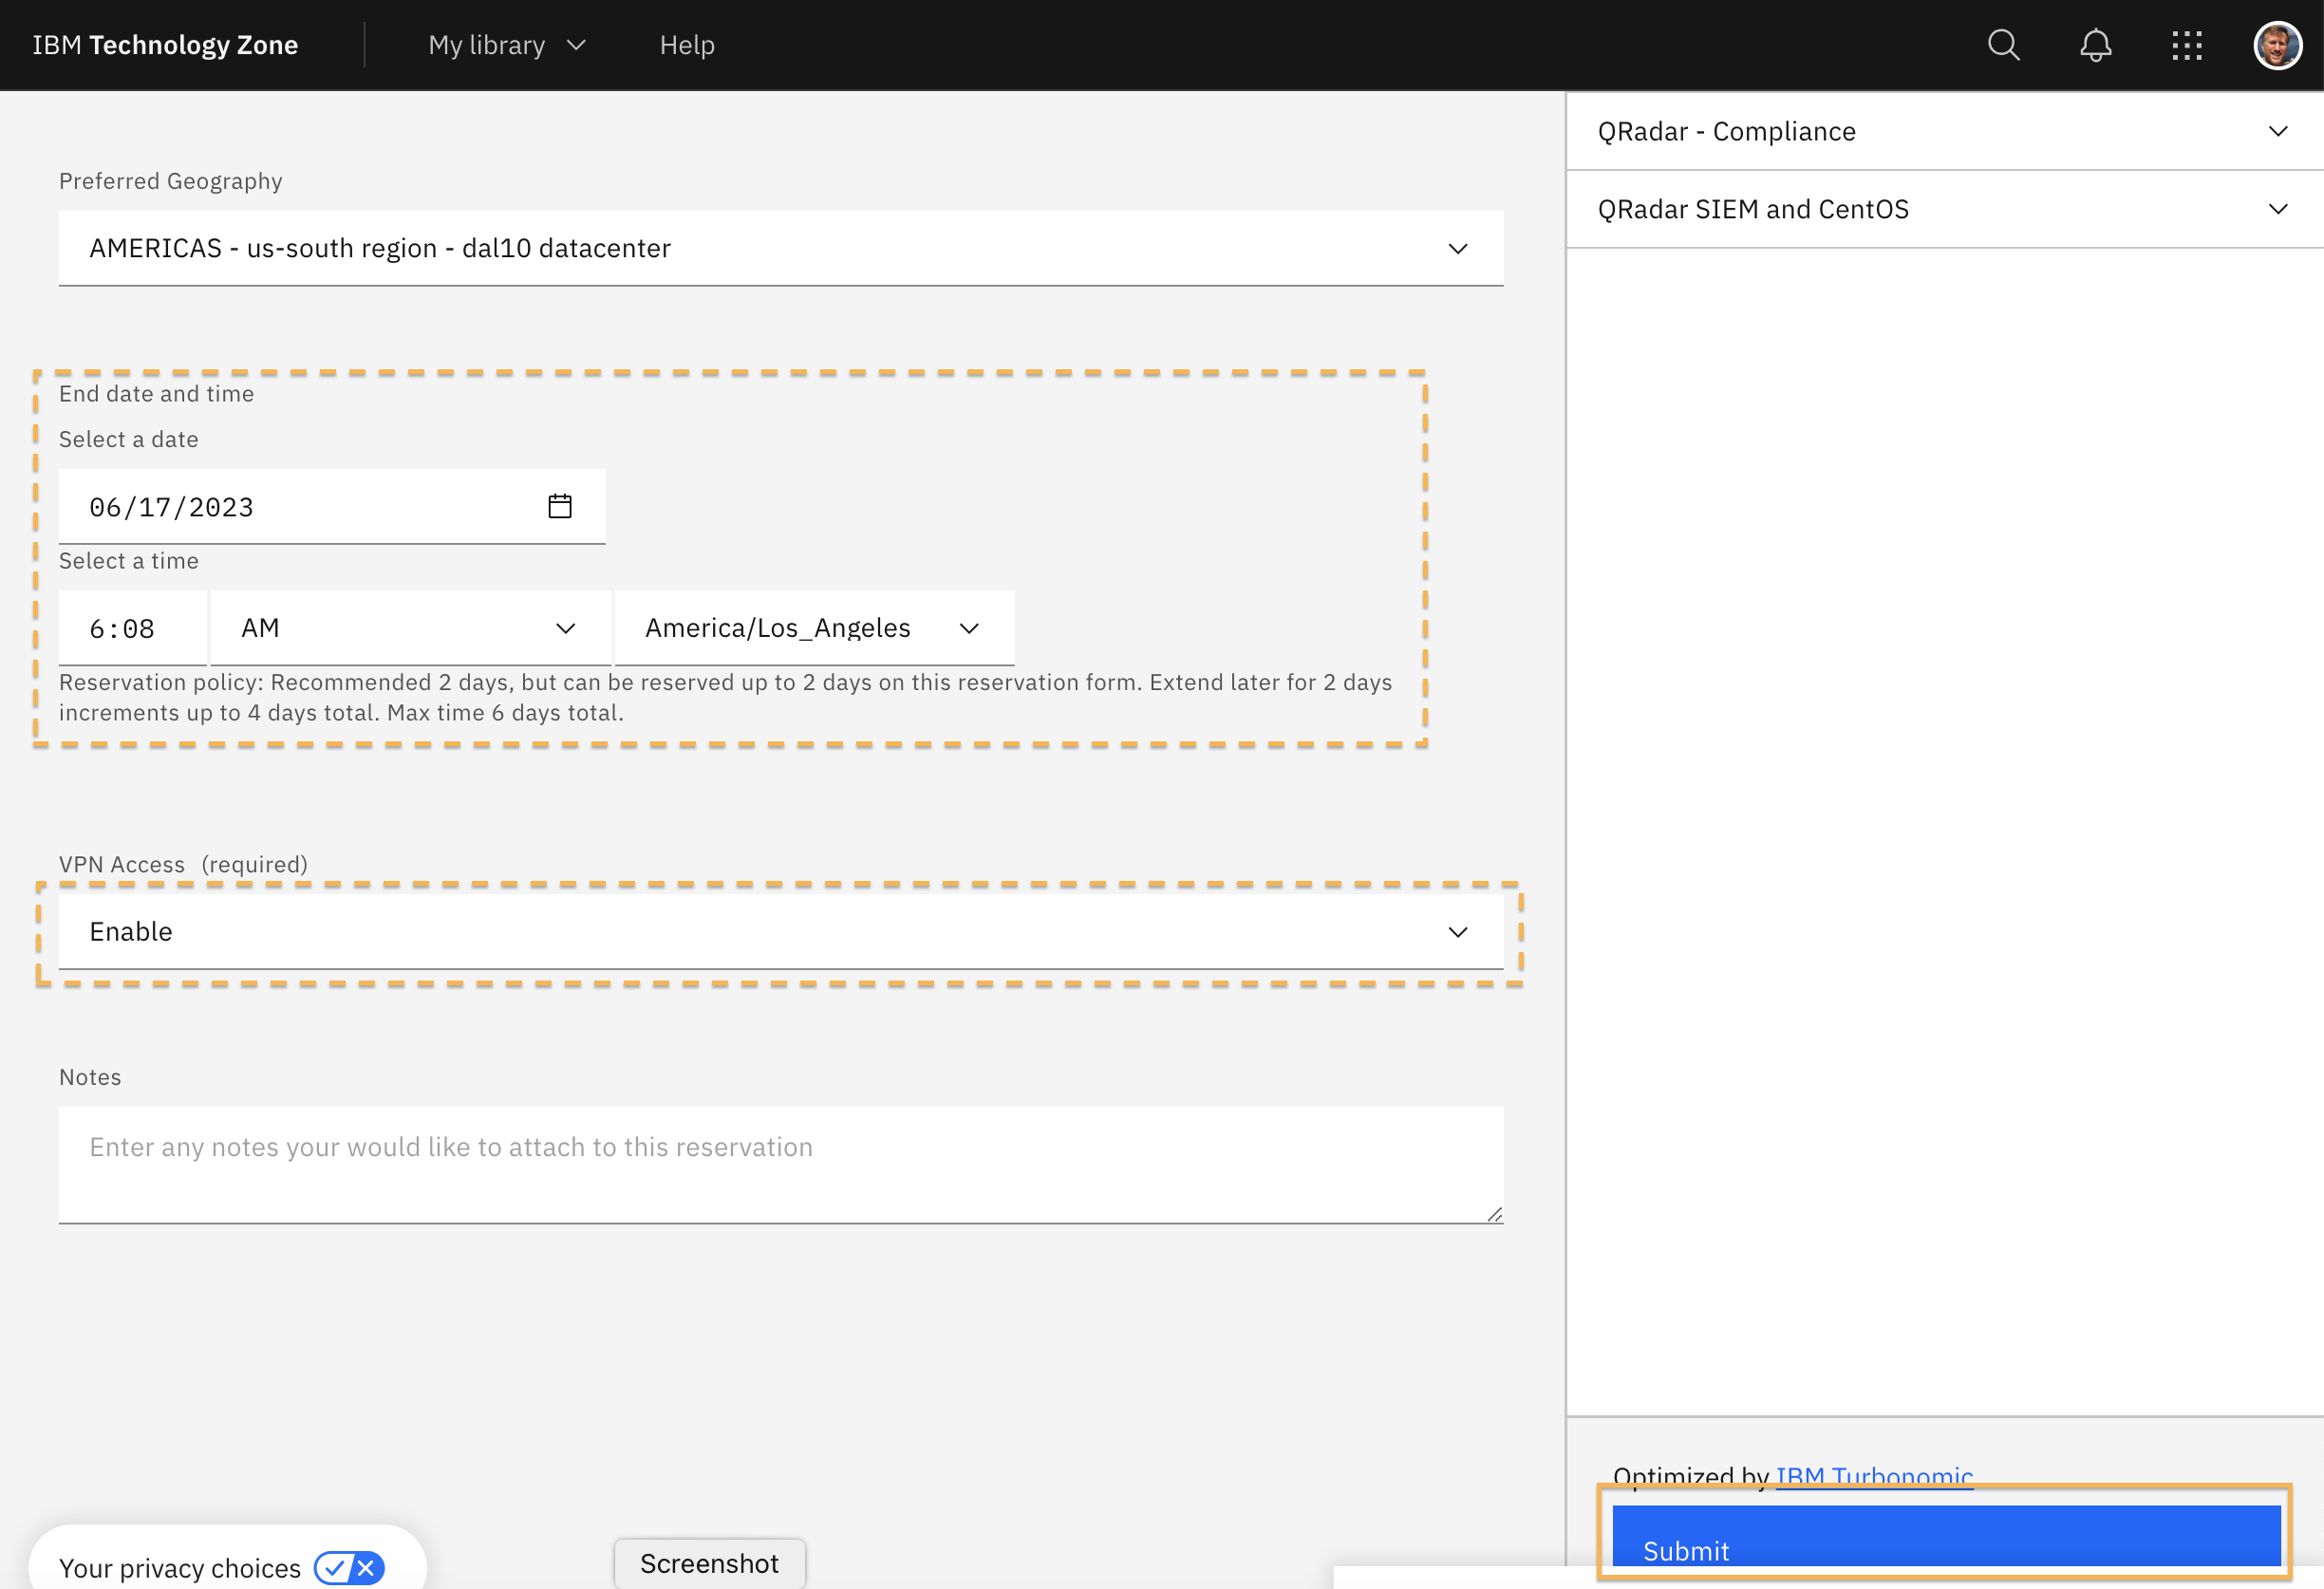 IBM Technology Zone
My library
Help
Preferred Geography
AMERICAS - us-south region - dal10 datacenter
End date and time
Select a date
06/17/2023
Select a time
6:08
AM
America/Los_Angeles
Reservation policy: Recommended 2 days, but can be reserved up to 2 days on this reservation form. Extend later for 2 days
increments up to 4 days total. Max time 6 days total.
VPN Access (required)
Enable
Notes
Enter any notes your would like to attach to this reservation
Your privacy choices
Screenshot
QRadar - Compliance
QRadar SIEM and CentOS
Optimized by IBM Turbonomic
Submit